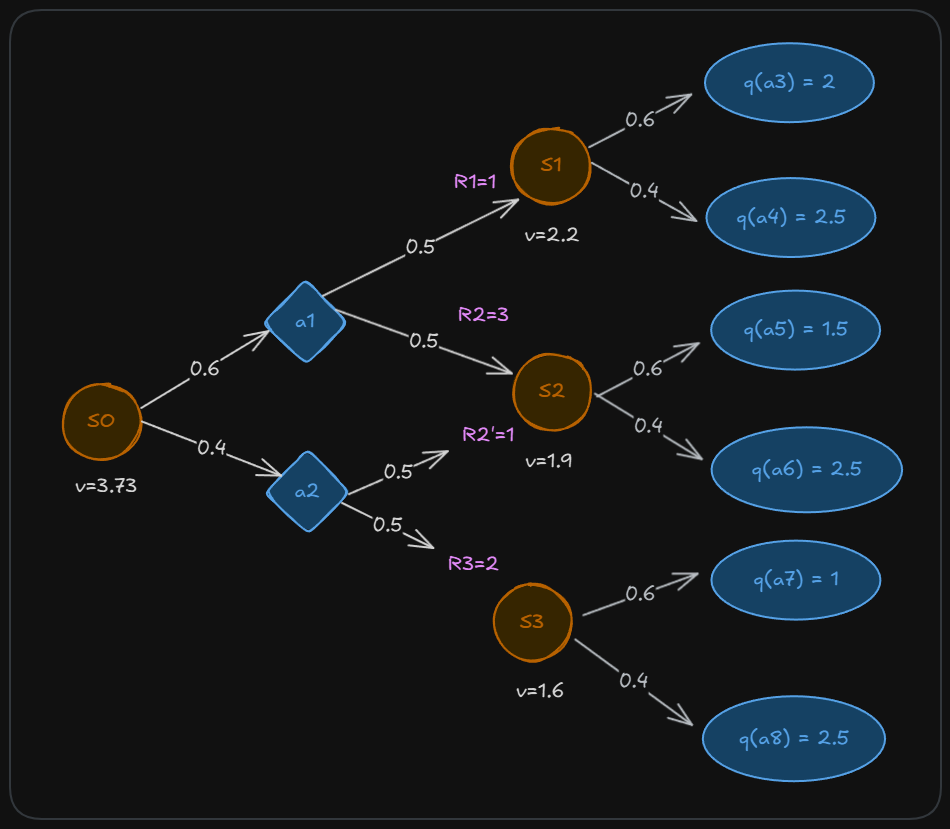 q(a3) = 2
0.6
S1
R1=1
0.4
q(a4) = 2.5
v=2.2
0.5
a1
R2=3
q(a5) = 1.5
0.5
0.6
0.6
S2
S0
0.4
R2'=1
0.4
v=1.9
q(a6) = 2.5
0.5
v=3.73
a2
0.5
R3=2
q(a7) = 1
0.6
S3
0.4
v=1.6
q(a8) = 2.5